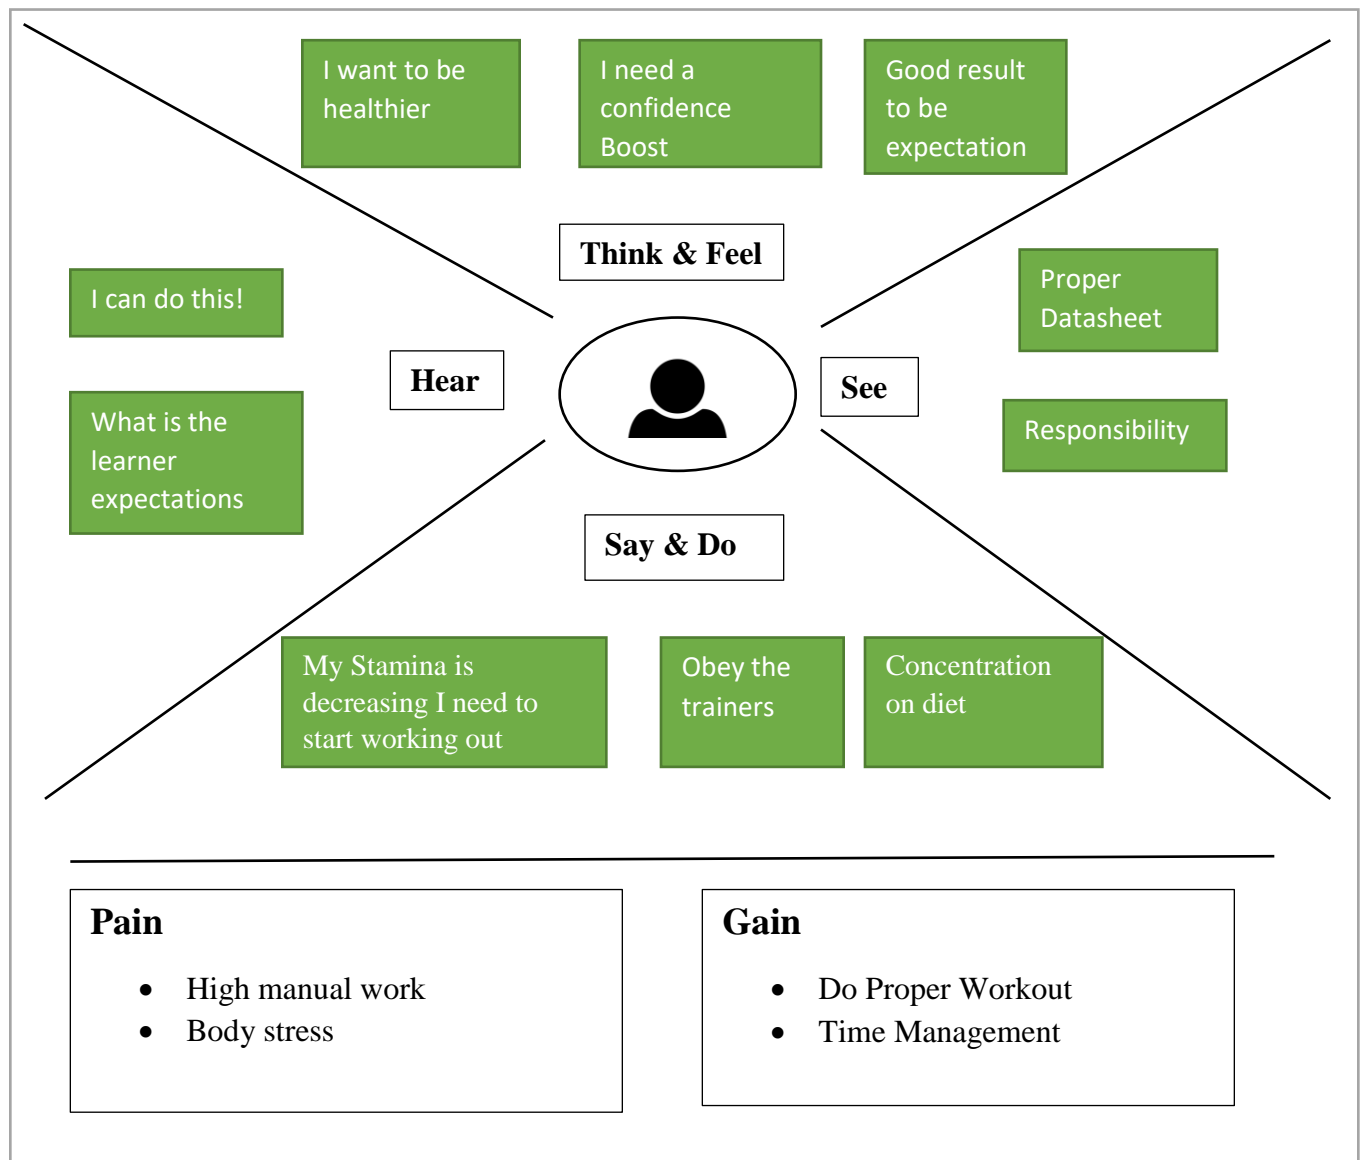 I want to be
healthier
I need a
confidence
Boost
Good result
to be
expectation
Think & Feel
I can do this!
What is the
learner
expectations
Hear
See
Proper
Datasheet
Responsibility
Say & Do
My Stamina is
decreasing I need to
start working out
Obey the
trainers
Concentration
on diet
Pain
• High manual work
• Body stress
Gain
• Do Proper Workout
• Time Management